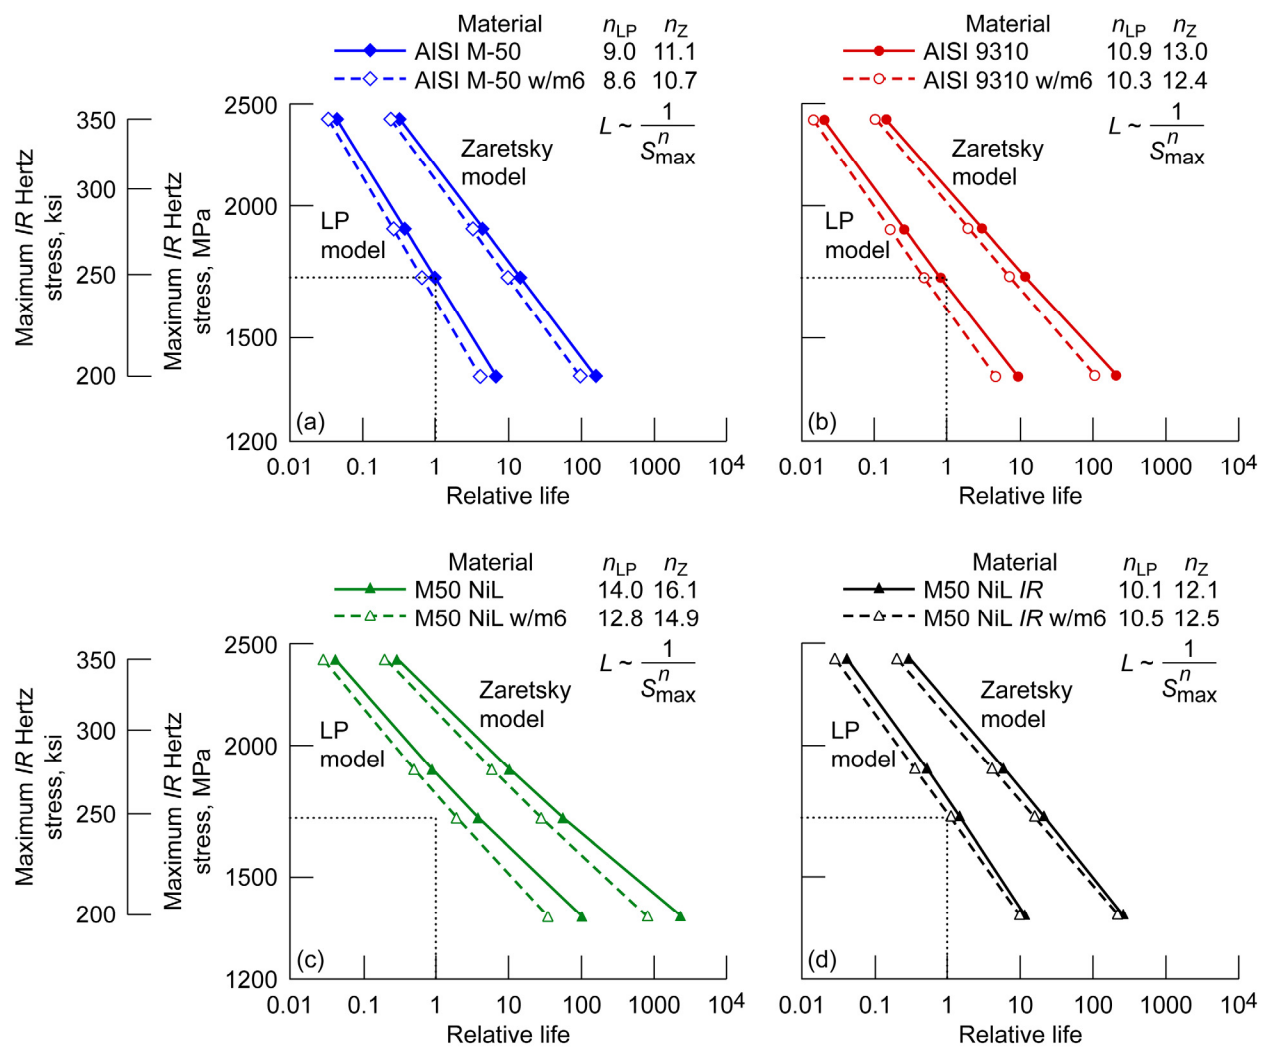 Material n_LP n_Z
AISI M-50 9.0 11.1
AISI M-50 w/m6 8.6 10.7
L ~ 1 / S_max^n
Zaretsky model
LP model
Maximum IR Hertz stress, ksi
350
300
250
200
Maximum IR Hertz stress, MPa
2500
2000
1500
1200
(a)
0.01 0.1 1 10 100 1000 10^4
Relative life
Material n_LP n_Z
AISI 9310 10.9 13.0
AISI 9310 w/m6 10.3 12.4
L ~ 1 / S_max^n
Zaretsky model
LP model
(b)
0.01 0.1 1 10 100 1000 10^4
Relative life
Material n_LP n_Z
M50 NiL 14.0 16.1
M50 NiL w/m6 12.8 14.9
L ~ 1 / S_max^n
Zaretsky model
LP model
Maximum IR Hertz stress, ksi
350
300
250
200
Maximum IR Hertz stress, MPa
2500
2000
1500
1200
(c)
0.01 0.1 1 10 100 1000 10^4
Relative life
Material n_LP n_Z
M50 NiL IR 10.1 12.1
M50 NiL IR w/m6 10.5 12.5
L ~ 1 / S_max^n
Zaretsky model
LP model
(d)
0.01 0.1 1 10 100 1000 10^4
Relative life